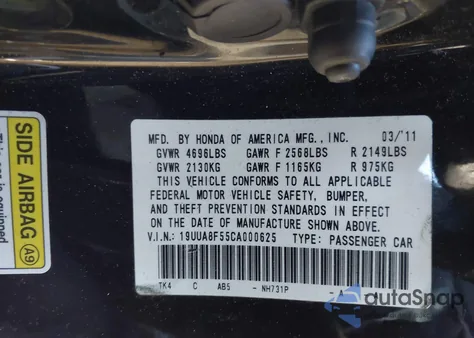 MFD. BY HONDA OF AMERICA MFG., INC. 03/'11
GVWR 4696LBS GAWR F 2568LBS R 2149LBS
GVWR 2130KG GAWR F 1165KG R 975KG
THIS VEHICLE CONFORMS TO ALL APPLICABLE
FEDERAL MOTOR VEHICLE SAFETY, BUMPER,
AND THEFT PREVENTION STANDARDS IN EFFECT
ON THE DATE OF MANUFACTURE SHOWN ABOVE.
V.I.N.: 19UUA8F55CA000625 TYPE: PASSENGER CAR
TK4 C AB5 - NH731P - A
SIDE AIRBAG A9
autoSnap